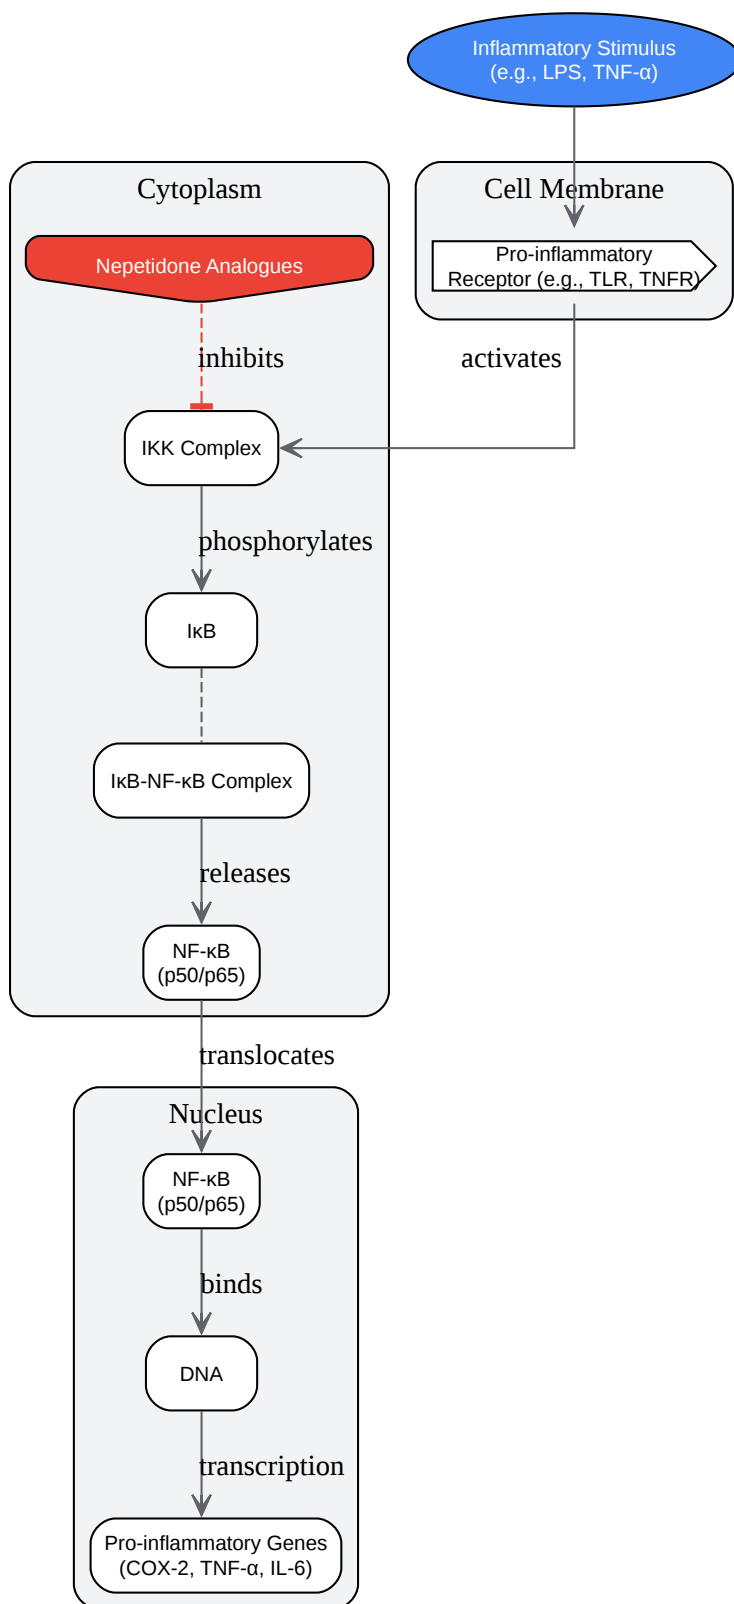 Inflammatory Stimulus
(e.g., LPS, TNF-α)
Cytoplasm
Cell Membrane
Nepetidone Analogues
Pro-inflammatory
Receptor (e.g., TLR, TNFR)
inhibits
activates
IKK Complex
phosphorylates
IκB
IκB-NF-κB Complex
releases
NF-κB
(p50/p65)
translocates
Nucleus
NF-κB
(p50/p65)
binds
DNA
transcription
Pro-inflammatory Genes
(COX-2, TNF-α, IL-6)